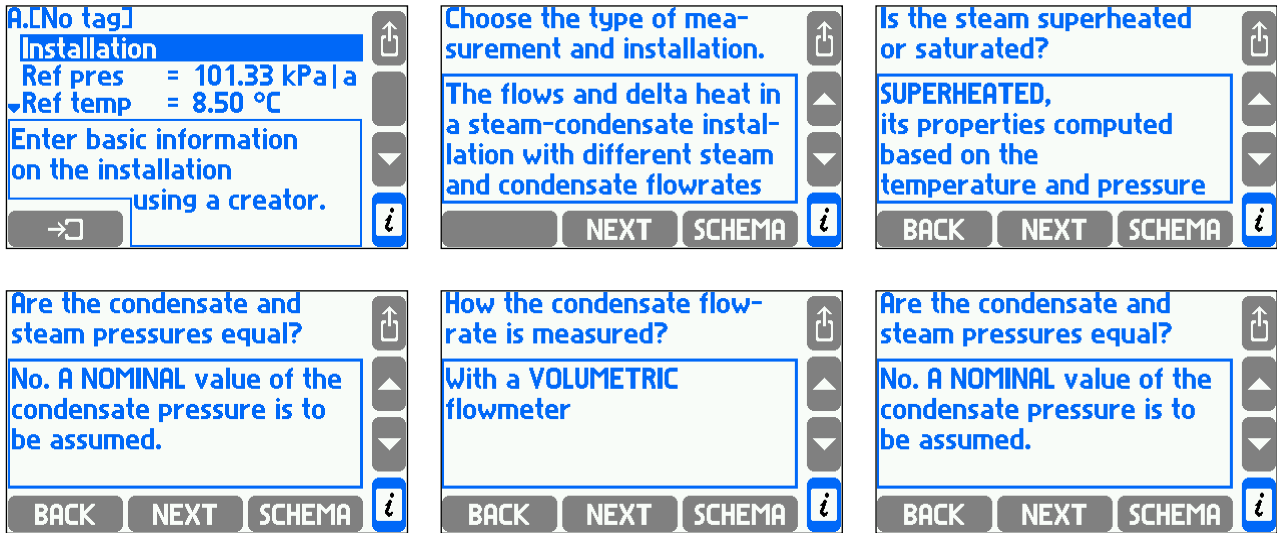 A.[No tag]
Installation
Ref pres = 101.33 kPa|a
Ref temp = 8.50 °C
Enter basic information
on the installation
using a creator.
i
Choose the type of mea-
surement and installation.
The flows and delta heat in
a steam-condensate instal-
lation with different steam
and condensate flowrates
NEXT SCHEMA i
Is the steam superheated
or saturated?
SUPERHEATED,
its properties computed
based on the
temperature and pressure
BACK NEXT SCHEMA i
Are the condensate and
steam pressures equal?
No. A NOMINAL value of the
condensate pressure is to
be assumed.
BACK NEXT SCHEMA i
How the condensate flow-
rate is measured?
With a VOLUMETRIC
flowmeter
BACK NEXT SCHEMA i
Are the condensate and
steam pressures equal?
No. A NOMINAL value of the
condensate pressure is to
be assumed.
BACK NEXT SCHEMA i